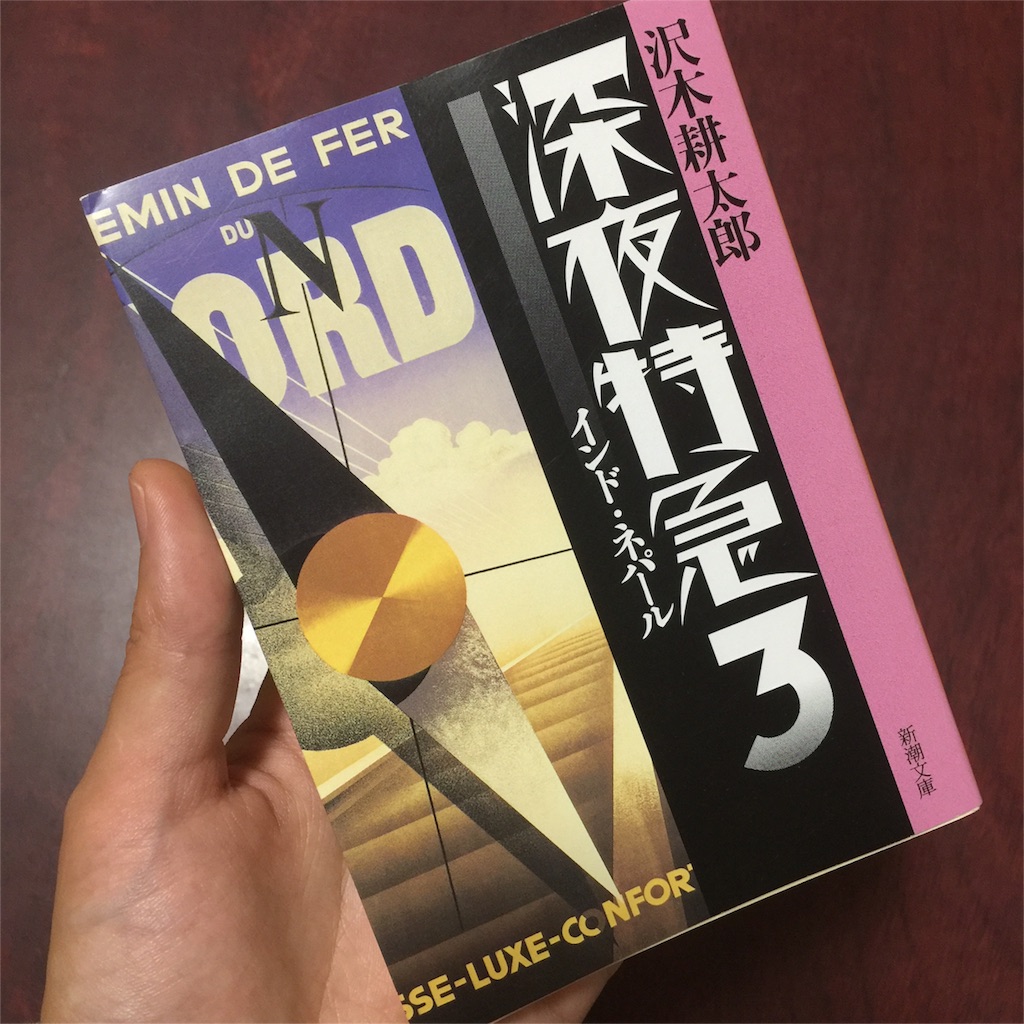 沢木耕太郎
深夜特急3
インド・ネパール
新潮文庫
EMIN DE FER
DU
N
ORD
SSE-LUXE-CONFORT